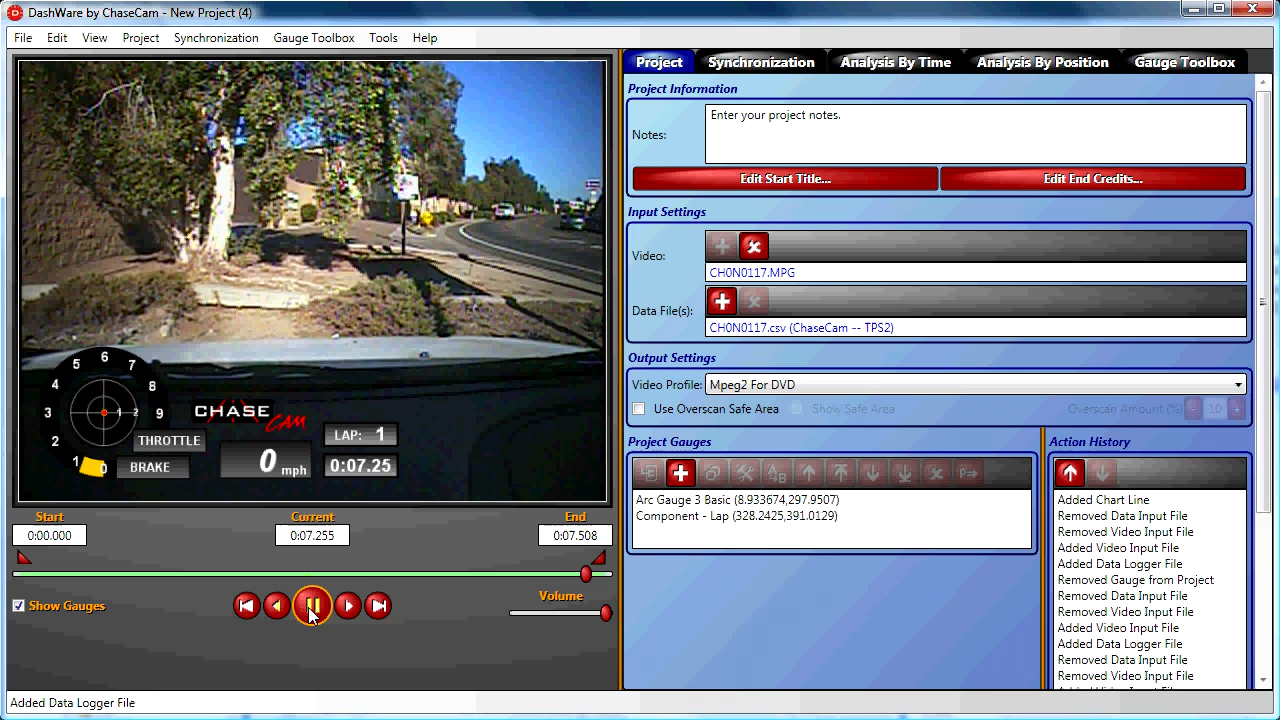 DashWare by ChaseCam - New Project (4)
File Edit View Project Synchronization Gauge Toolbox Tools Help
Project Synchronization Analysis By Time Analysis By Position Gauge Toolbox
Project Information
Notes:
Enter your project notes.
Edit Start Title... Edit End Credits...
Input Settings
Video:
CH0N0117.MPG
Data File(s):
CH0N0117.csv (ChaseCam -- TPS2)
Output Settings
Video Profile: Mpeg2 For DVD
Use Overscan Safe Area Show Safe Area Overscan Amount (%) - 10 +
Project Gauges
Arc Gauge 3 Basic (8.933674,297.9507)
Component - Lap (328.2425,391.0129)
Action History
Added Chart Line
Removed Data Input File
Removed Video Input File
Added Video Input File
Added Data Logger File
Removed Gauge from Project
Removed Data Input File
Removed Video Input File
Added Video Input File
Added Data Logger File
Removed Data Input File
Removed Video Input File
0 1 2 3 4 5 6 7 8 9
1 2
THROTTLE
BRAKE
CHASE CAM
0 mph
LAP: 1
0:07.25
Start Current End
0:00.000 0:07.255 0:07.508
Show Gauges
Volume
Added Data Logger File